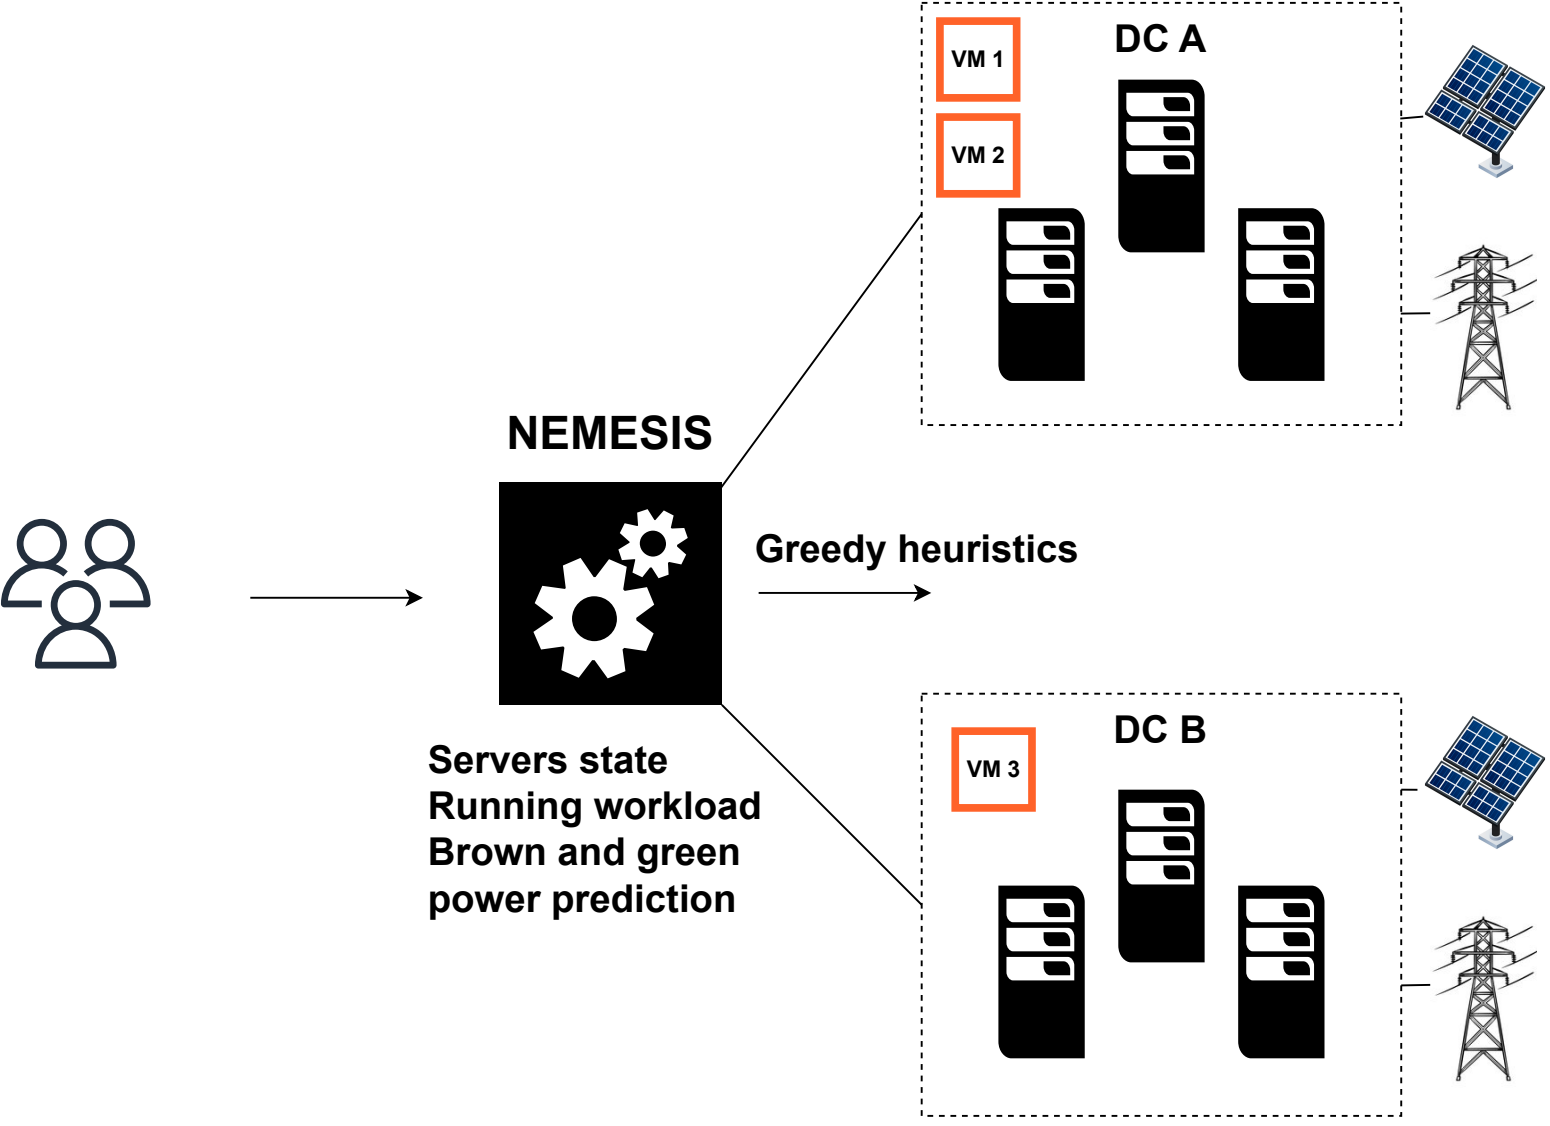 DC A
VM 1
VM 2
NEMESIS
Greedy heuristics
Servers state
Running workload
Brown and green
power prediction
DC B
VM 3